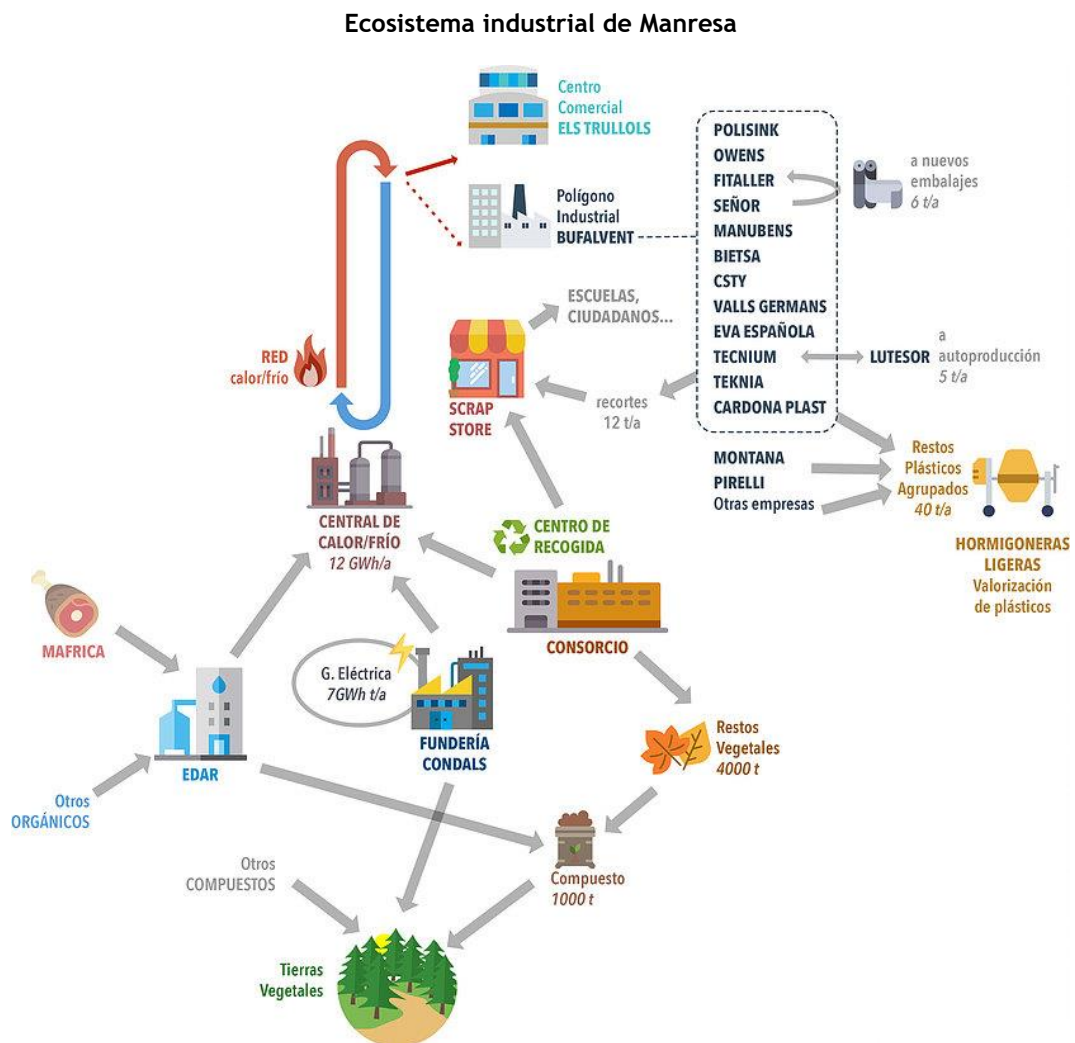 Ecosistema industrial de Manresa
Centro
Comercial
ELS TRULLOLS
Polígono
Industrial
BUFALVENT
POLISINK
OWENS
FITALLER
SEÑOR
MANUBENS
BIETSA
CSTY
VALLS GERMANS
EVA ESPAÑOLA
TECNIUM
TEKNIA
CARDONA PLAST
a nuevos
embalajes
6 t/a
ESCUELAS,
CIUDADANOS...
RED
calor/frío
SCRAP
STORE
recortes
12 t/a
LUTESOR
a
autoproducción
5 t/a
MONTANA
PIRELLI
Otras empresas
Restos
Plásticos
Agrupados
40 t/a
HORMIGONERAS
LIGERAS
Valorización
de plásticos
CENTRAL DE
CALOR/FRÍO
12 GWh/a
CENTRO DE
RECOGIDA
CONSORCIO
MAFRICA
G. Eléctrica
7GWh t/a
FUNDERÍA
CONDALS
EDAR
Otros
ORGÁNICOS
Restos
Vegetales
4000 t
Otros
COMPUESTOS
Compuesto
1000 t
Tierras
Vegetales